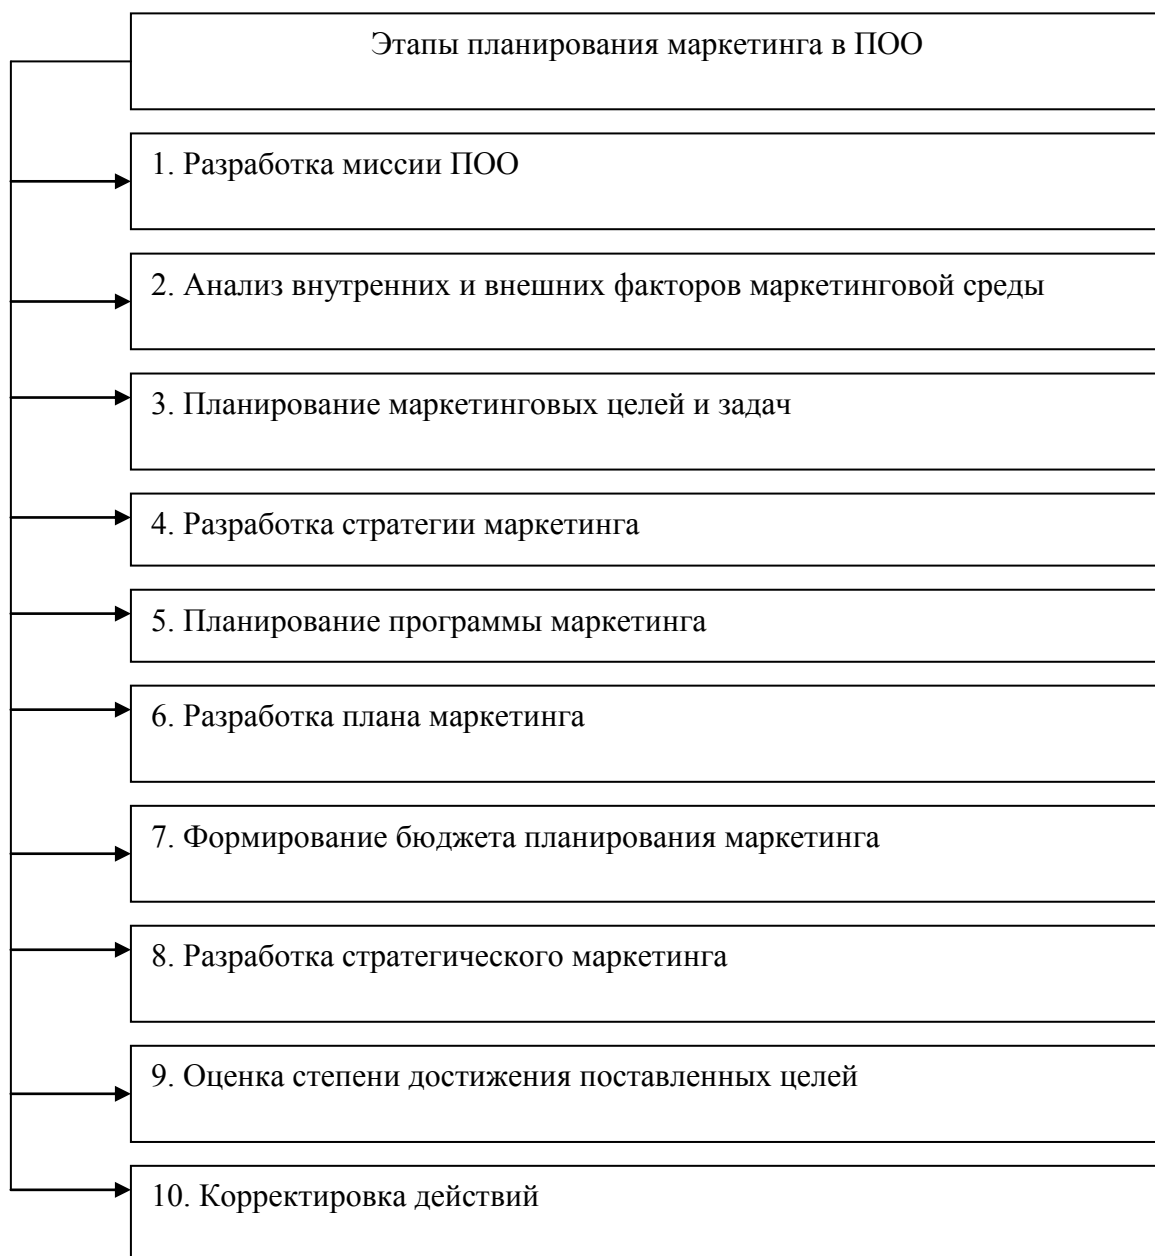 Этапы планирования маркетинга в ПОО
1. Разработка миссии ПОО
2. Анализ внутренних и внешних факторов маркетинговой среды
3. Планирование маркетинговых целей и задач
4. Разработка стратегии маркетинга
5. Планирование программы маркетинга
6. Разработка плана маркетинга
7. Формирование бюджета планирования маркетинга
8. Разработка стратегического маркетинга
9. Оценка степени достижения поставленных целей
10. Корректировка действий